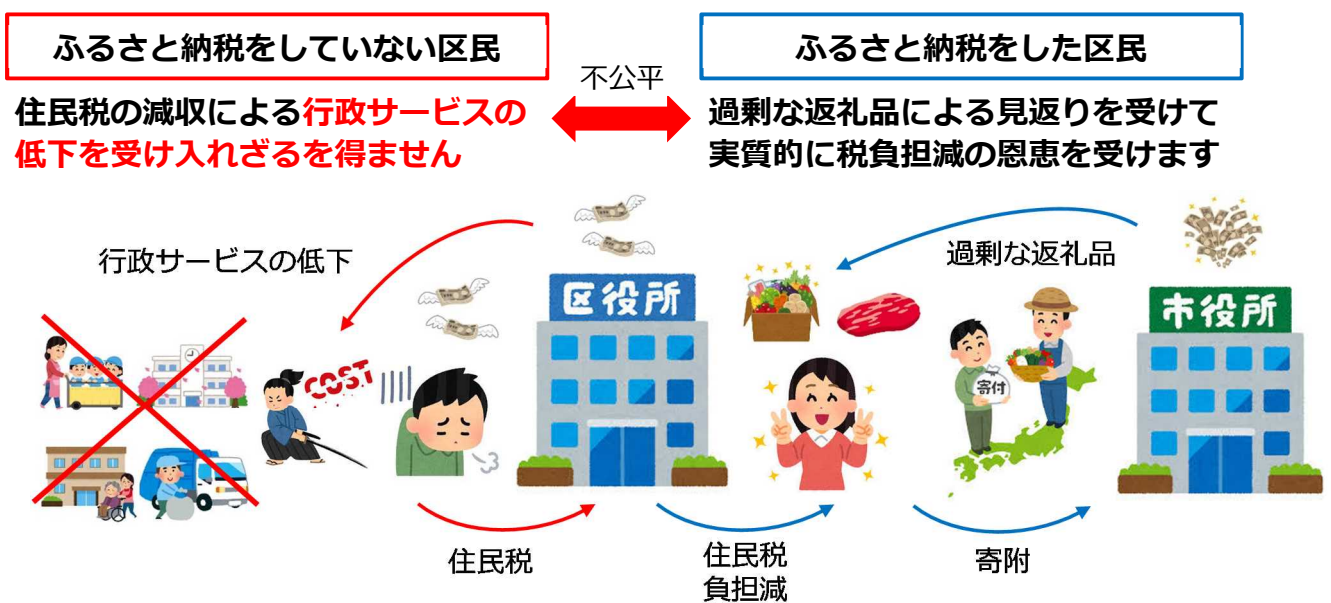 ふるさと納税をしていない区民
不公平
ふるさと納税をした区民
住民税の減収による行政サービスの
低下を受け入れざるを得ません
過剰な返礼品による見返りを受けて
実質的に税負担減の恩恵を受けます
行政サービスの低下
過剰な返礼品
区役所
市役所
COST
寄付
住民税
住民税
負担減
寄附